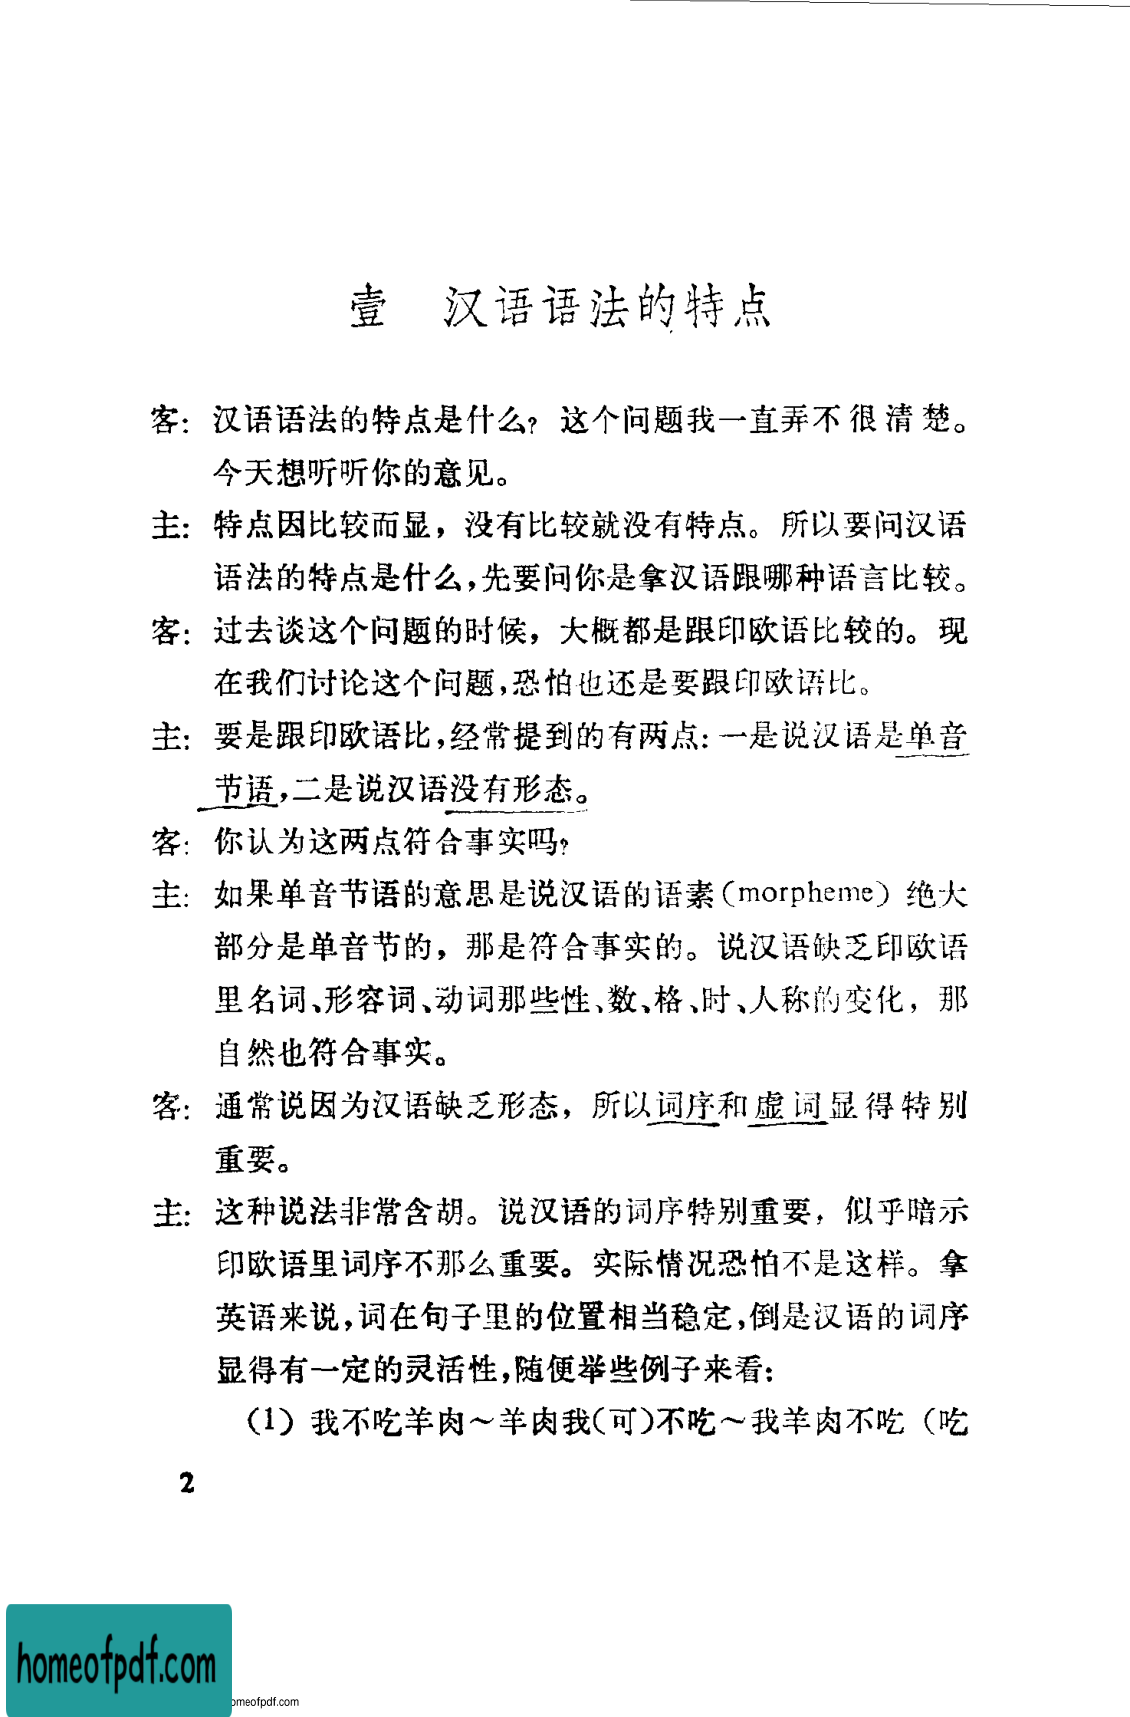 壹 汉语语法的特点
客：汉语语法的特点是什么？这个问题我一直弄不很清楚。
今天想听听你的意见。
主：特点因比较而显，没有比较就没有特点。所以要问汉语
语法的特点是什么，先要问你是拿汉语跟哪种语言比较。
客：过去谈这个问题的时候，大概都是跟印欧语比较的。现
在我们讨论这个问题，恐怕也还是要跟印欧语比。
主：要是跟印欧语比，经常提到的有两点：一是说汉语是单音
节语，二是说汉语没有形态。
客：你认为这两点符合事实吗？
主：如果单音节语的意思是说汉语的语素（morpheme）绝大
部分是单音节的，那是符合事实的。说汉语缺乏印欧语
里名词、形容词、动词那些性、数、格、时、人称的变化，那
自然也符合事实。
客：通常说因为汉语缺乏形态，所以词序和虚词显得特别
重要。
主：这种说法非常含胡。说汉语的词序特别重要，似乎暗示
印欧语里词序不那么重要。实际情况恐怕不是这样。拿
英语来说，词在句子里的位置相当稳定，倒是汉语的词序
显得有一定的灵活性，随便举些例子来看：
（1）我不吃羊肉～羊肉我（可）不吃～我羊肉不吃（吃
2
homeofpdf.com
omeofpdf.com